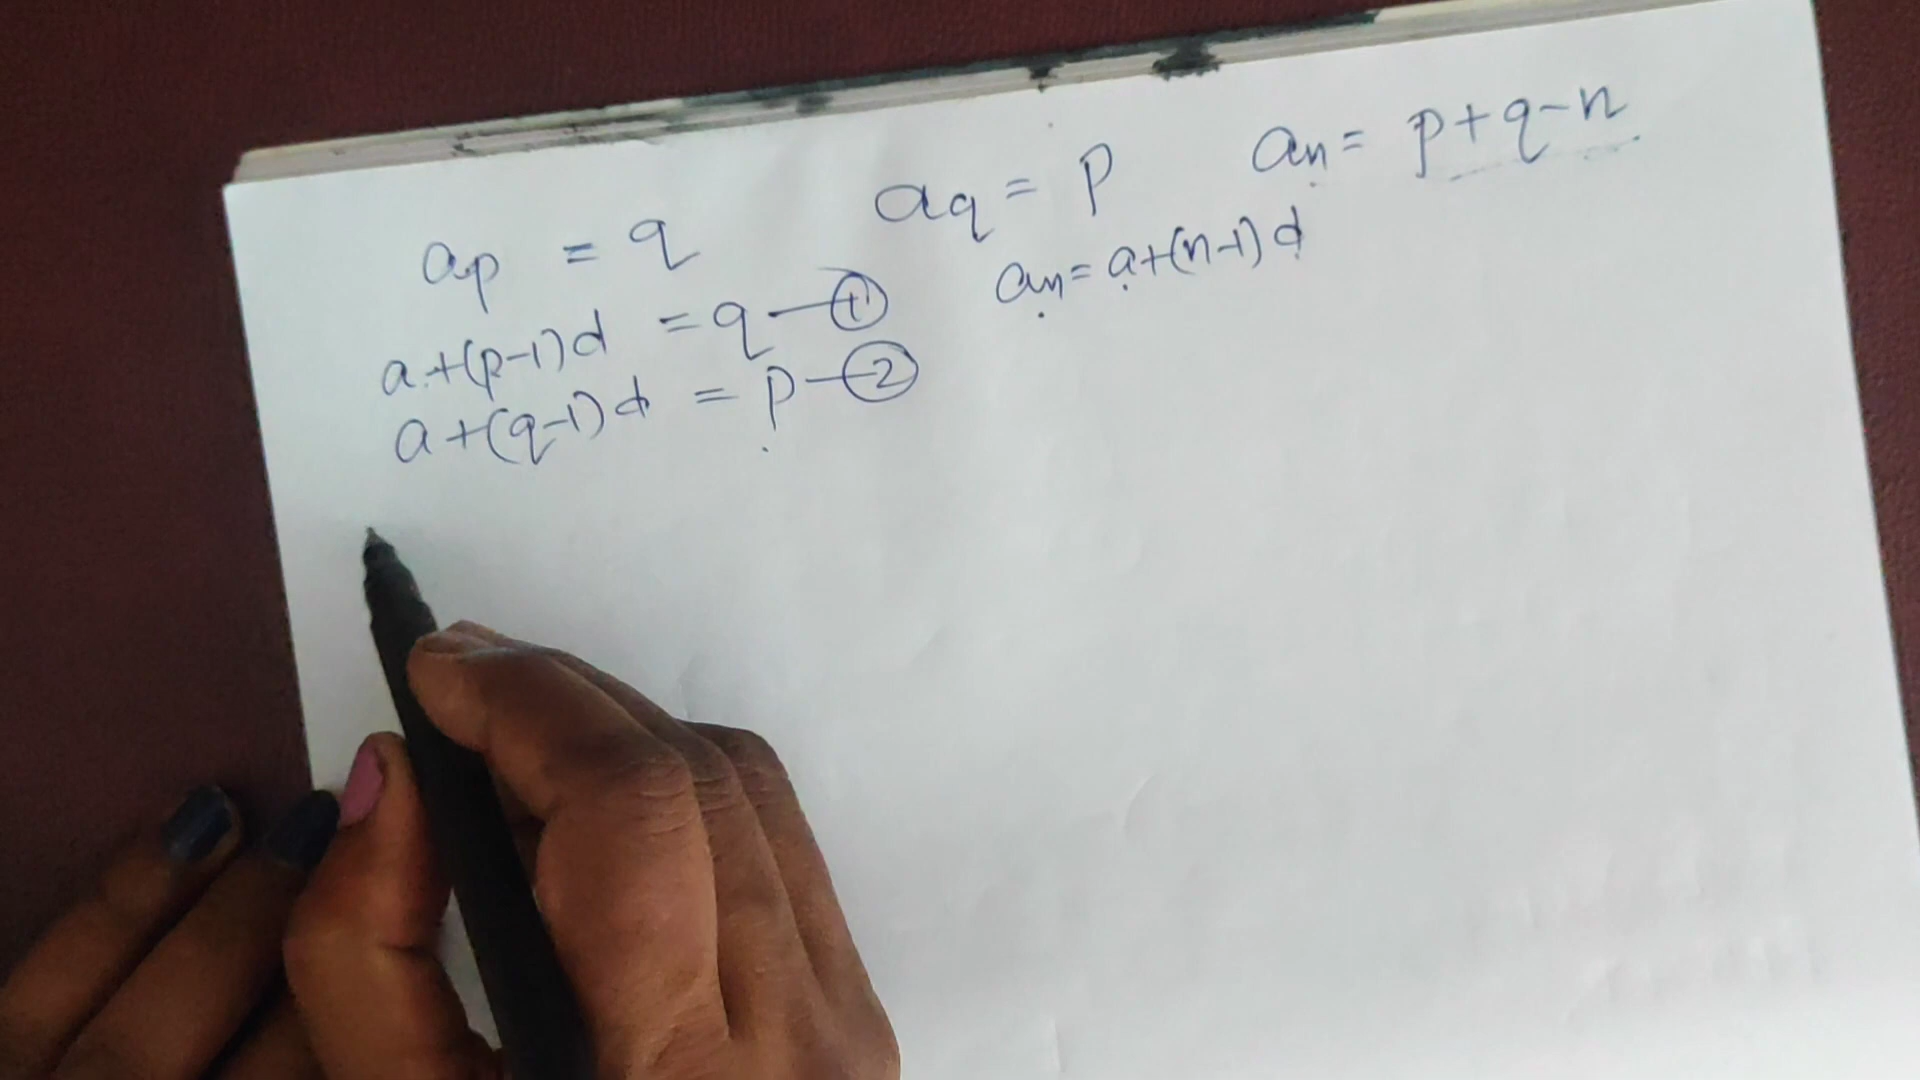 ap = q aq = p an = p+q-n
a+(p-1)d = q — ① an = a+(n-1)d
a+(q-1)d = p — ②